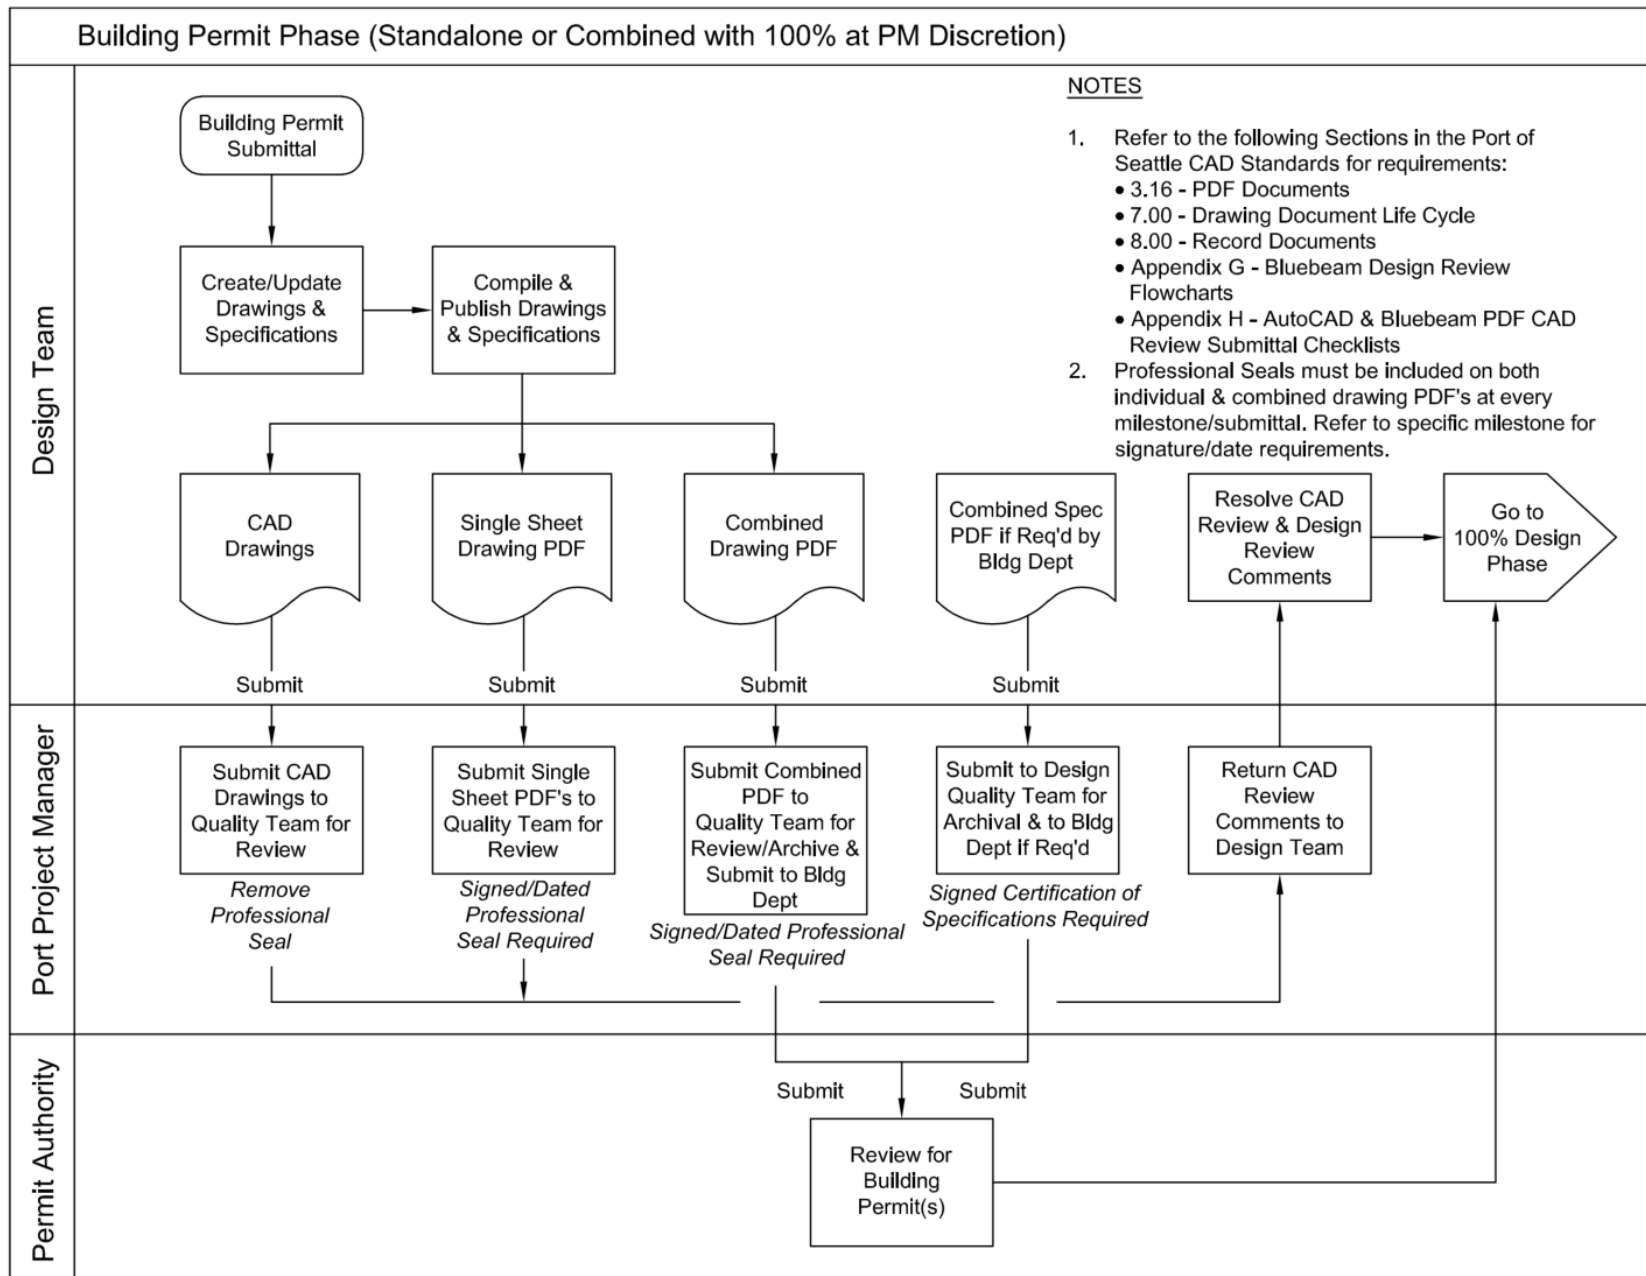 Building Permit Phase (Standalone or Combined with 100% at PM Discretion)
Design Team
Building Permit
Submittal
Create/Update
Drawings &
Specifications
Compile &
Publish Drawings
& Specifications
NOTES
1. Refer to the following Sections in the Port of
Seattle CAD Standards for requirements:
• 3.16 - PDF Documents
• 7.00 - Drawing Document Life Cycle
• 8.00 - Record Documents
• Appendix G - Bluebeam Design Review
Flowcharts
• Appendix H - AutoCAD & Bluebeam PDF CAD
Review Submittal Checklists
2. Professional Seals must be included on both
individual & combined drawing PDF's at every
milestone/submittal. Refer to specific milestone for
signature/date requirements.
CAD
Drawings
Single Sheet
Drawing PDF
Combined
Drawing PDF
Combined Spec
PDF if Req'd by
Bldg Dept
Resolve CAD
Review & Design
Review
Comments
Go to
100% Design
Phase
Submit
Submit
Submit
Submit
Port Project Manager
Submit CAD
Drawings to
Quality Team for
Review
Remove
Professional
Seal
Submit Single
Sheet PDF's to
Quality Team for
Review
Signed/Dated
Professional
Seal Required
Submit Combined
PDF to
Quality Team for
Review/Archive &
Submit to Bldg
Dept
Signed/Dated Professional
Seal Required
Submit to Design
Quality Team for
Archival & to Bldg
Dept if Req'd
Signed Certification of
Specifications Required
Return CAD
Review
Comments to
Design Team
Permit Authority
Submit
Submit
Review for
Building
Permit(s)